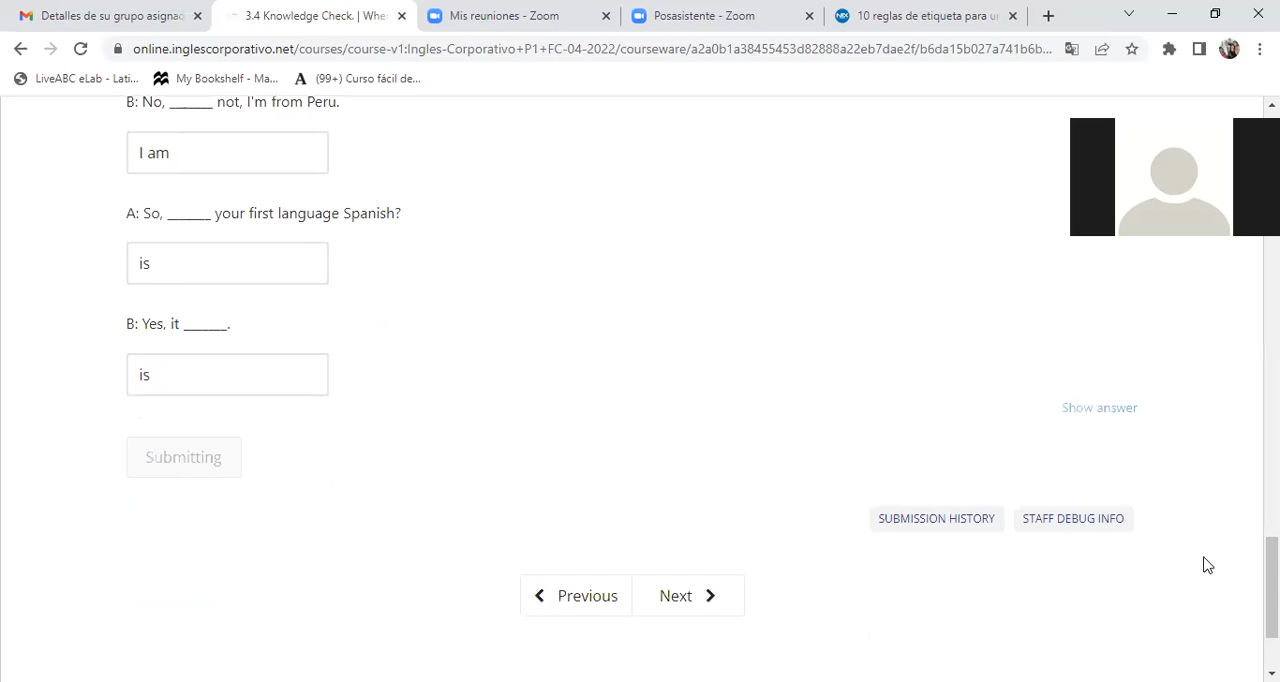 Detalles de su grupo asignad
3.4 Knowledge Check. | Whe
Mis reuniones - Zoom
Posasistente - Zoom
10 reglas de etiqueta para u
online.inglescorporativo.net/courses/course-v1:Ingles-Corporativo+P1+FC-04-2022/courseware/a2a0b1a38455453d82888a22eb7dae2f/b6da15b027a741b6b...
LiveABC eLab - Lati...
My Bookshelf - Ma...
A (99+) Curso fácil de...
B: No, ______ not, I'm from Peru.
I am
A: So, ______ your first language Spanish?
is
B: Yes, it ______.
is
Show answer
Submitting
SUBMISSION HISTORY
STAFF DEBUG INFO
Previous
Next